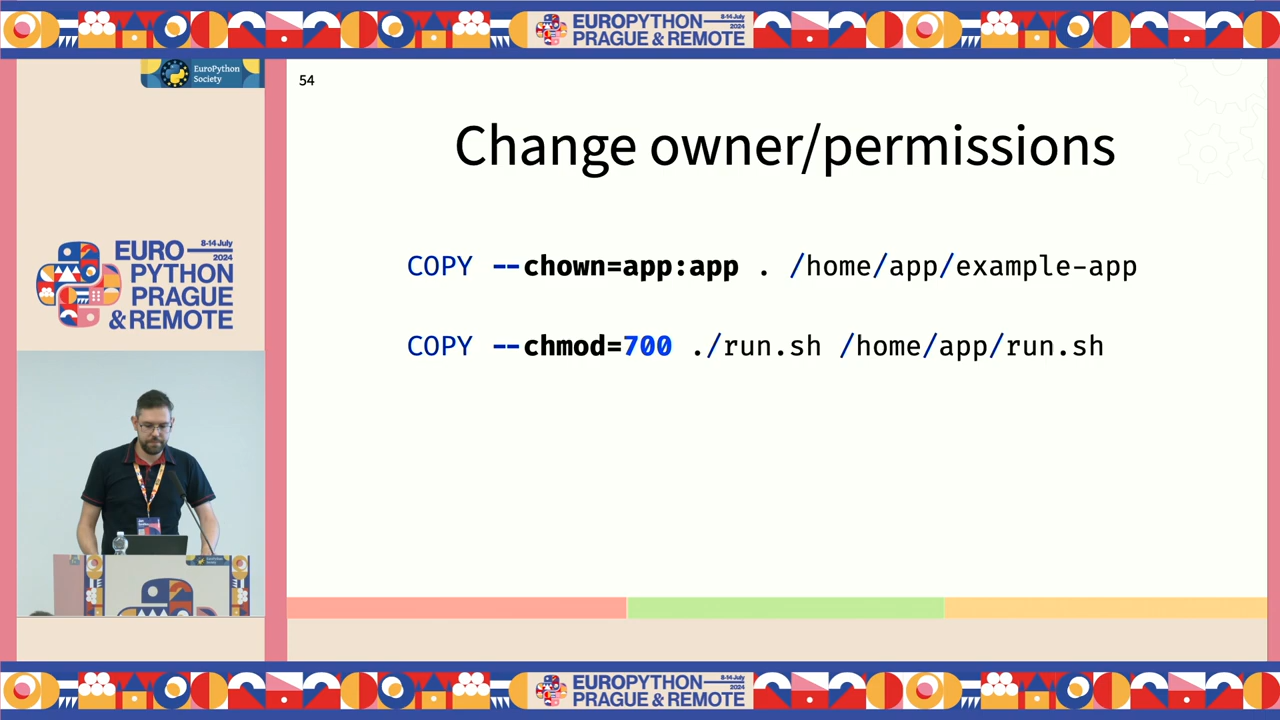 EUROPYTHON
PRAGUE & REMOTE
8-14 July
2024
EuroPython
Society
54
Change owner/permissions
COPY --chown=app:app . /home/app/example-app
COPY --chmod=700 ./run.sh /home/app/run.sh
EURO
8-14 July
2024
PYTHON
PRAGUE
& REMOTE
EUROPYTHON
PRAGUE & REMOTE
8-14 July
2024